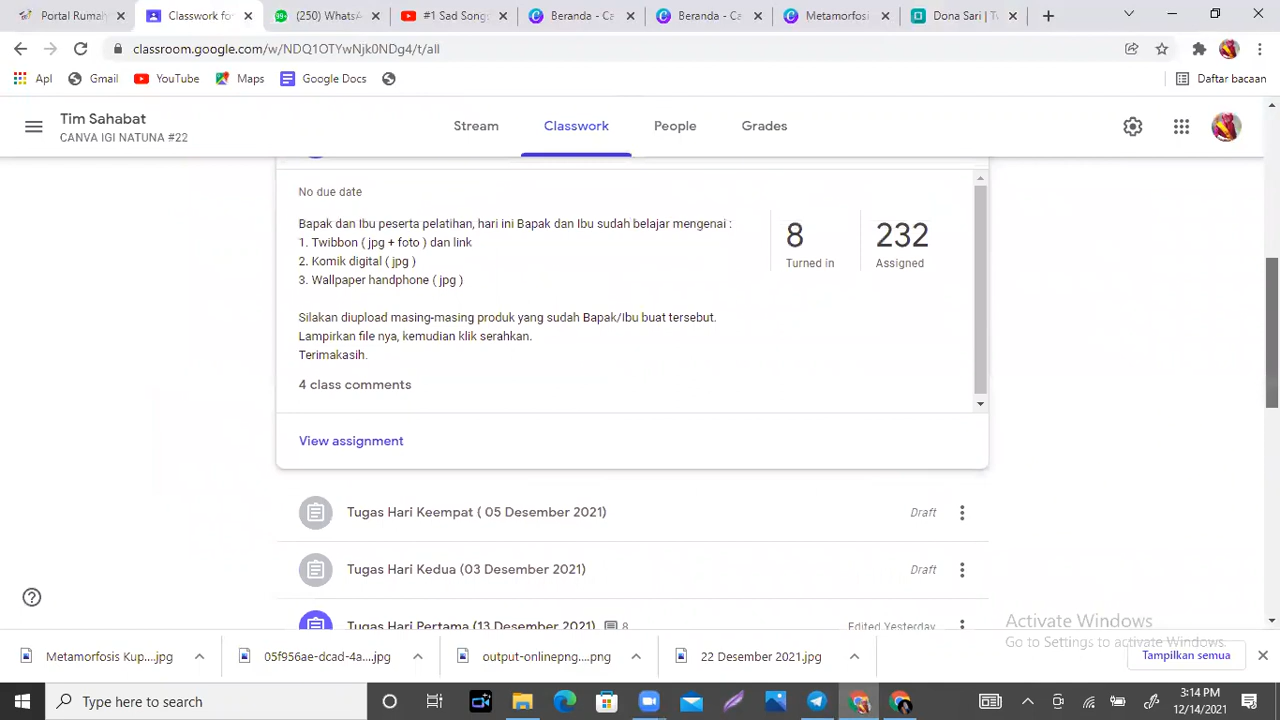 Portal Rumah
Classwork fo
(250) WhatsA
#1 Sad Song
Beranda - Ca
Beranda - Ca
Metamorfosi
Dona Sari | Tw
classroom.google.com/w/NDQ1OTYwNjk0NDg4/t/all
Apl
Gmail
YouTube
Maps
Google Docs
Daftar bacaan
Tim Sahabat
CANVA IGI NATUNA #22
Stream
Classwork
People
Grades
No due date
Bapak dan Ibu peserta pelatihan, hari ini Bapak dan Ibu sudah belajar mengenai :
1. Twibbon ( jpg + foto ) dan link
2. Komik digital ( jpg )
3. Wallpaper handphone ( jpg )
8
Turned in
232
Assigned
Silakan diupload masing-masing produk yang sudah Bapak/Ibu buat tersebut.
Lampirkan file nya, kemudian klik serahkan.
Terimakasih.
4 class comments
View assignment
Tugas Hari Keempat ( 05 Desember 2021)
Draft
Tugas Hari Kedua (03 Desember 2021)
Draft
Tugas Hari Pertama (13 Desember 2021)
8
Edited Yesterday
Activate Windows
Go to Settings to activate Windows.
Metamorfosis Kup....jpg
05f956ae-dcad-4a....jpg
output-onlinepng....png
22 Desember 2021.jpg
Tampilkan semua
Type here to search
3:14 PM
12/14/2021